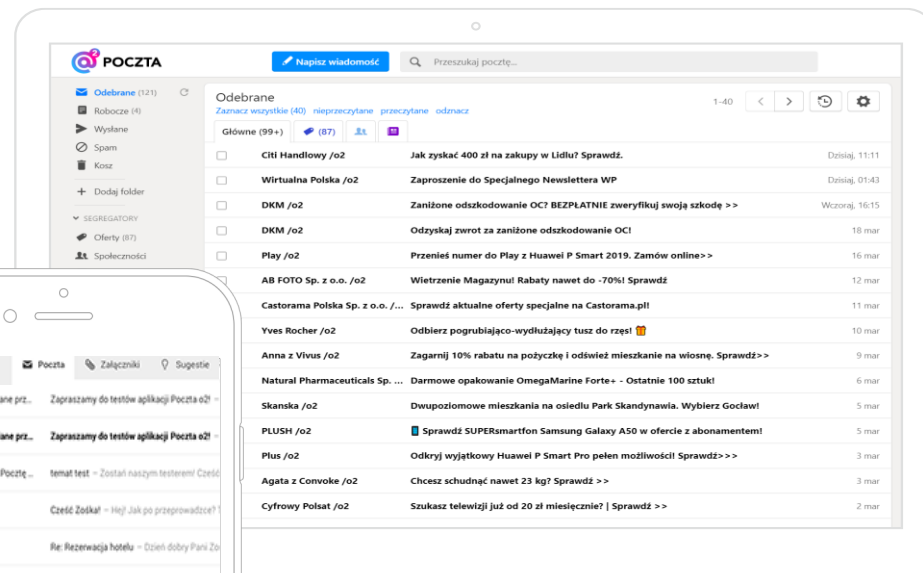 @2 POCZTA
Napisz wiadomość
Przeszukaj pocztę...
Odebrane (121)
Robocze (4)
Wysłane
Spam
Kosz
Dodaj folder
SEGREGATORY
Oferty (87)
Społeczności
Odebrane
1-40
Zaznacz wszystkie (40) nieprzeczytane przeczytane odznacz
Główne (99+) (87)
Citi Handlowy /o2 Jak zyskać 400 zł na zakupy w Lidlu? Sprawdź. Dzisiaj, 11:11
Wirtualna Polska /o2 Zaproszenie do Specjalnego Newslettera WP Dzisiaj, 01:43
DKM /o2 Zaniżone odszkodowanie OC? BEZPŁATNIE zweryfikuj swoją szkodę >> Wczoraj, 16:15
DKM /o2 Odzyskaj zwrot za zaniżone odszkodowanie OC! 18 mar
Play /o2 Przenieś numer do Play z Huawei P Smart 2019. Zamów online>> 16 mar
AB FOTO Sp. z o.o. /o2 Wietrzenie Magazynu! Rabaty nawet do -70%! Sprawdź 12 mar
Castorama Polska Sp. z o.o. /... Sprawdź aktualne oferty specjalne na Castorama.pl! 11 mar
Yves Rocher /o2 Odbierz pogrubiająco-wydłużający tusz do rzęs! 🎁 10 mar
Anna z Vivus /o2 Zagarnij 10% rabatu na pożyczkę i odśwież mieszkanie na wiosnę. Sprawdź>> 9 mar
Natural Pharmaceuticals Sp. ... Darmowe opakowanie OmegaMarine Forte+ - Ostatnie 100 sztuk! 6 mar
Skanska /o2 Dwupoziomowe mieszkania na osiedlu Park Skandynawia. Wybierz Gocław! 5 mar
PLUSH /o2 Sprawdź SUPERsmartfon Samsung Galaxy A50 w ofercie z abonamentem! 5 mar
Plus /o2 Odkryj wyjątkowy Huawei P Smart Pro pełen możliwości! Sprawdź>>> 3 mar
Agata z Convoke /o2 Chcesz schudnąć nawet 23 kg? Sprawdź >> 3 mar
Cyfrowy Polsat /o2 Szukasz telewizji już od 20 zł miesięcznie? | Sprawdź >> 2 mar
Poczta Załączniki Sugestie
ane prz... Zapraszamy do testów aplikacji Poczta o2! –
iane prz... Zapraszamy do testów aplikacji Poczta o2! –
Pocztę ... temat test – Zostań naszym testerem! Cześć
Cześć Zośka! – Hej! Jak po przeprowadzce?
Re: Rezerwacja hotelu – Dzień dobry Pani Zo